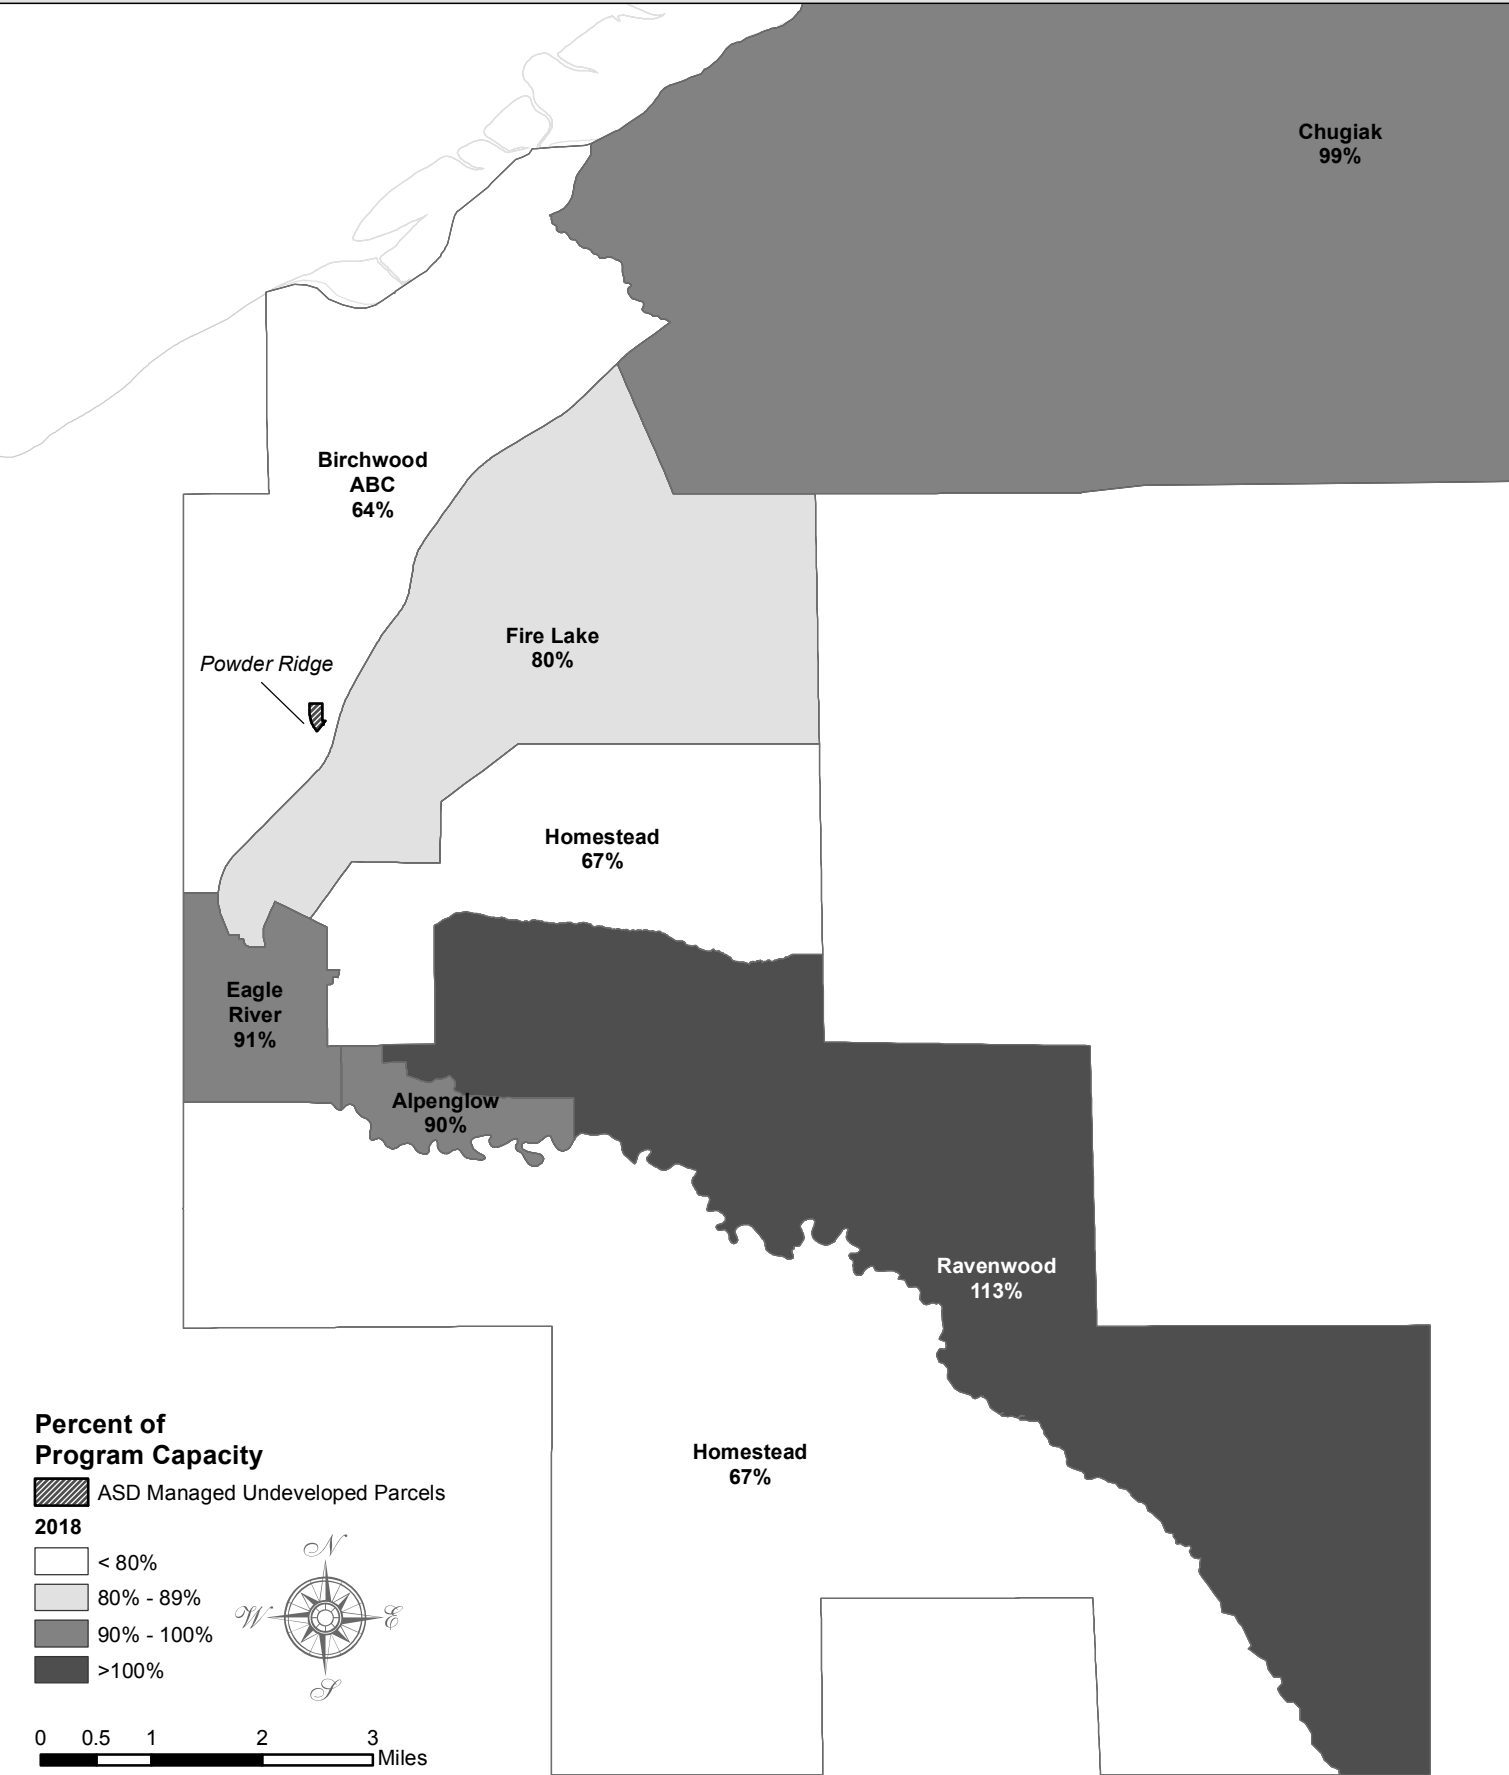 Chugiak
99%
Birchwood
ABC
64%
Fire Lake
80%
Powder Ridge
Homestead
67%
Eagle
River
91%
Alpenglow
90%
Ravenwood
113%
Homestead
67%
Percent of
Program Capacity
ASD Managed Undeveloped Parcels
2018
< 80%
80% - 89%
90% - 100%
>100%
N
W E
S
0 0.5 1 2 3
Miles